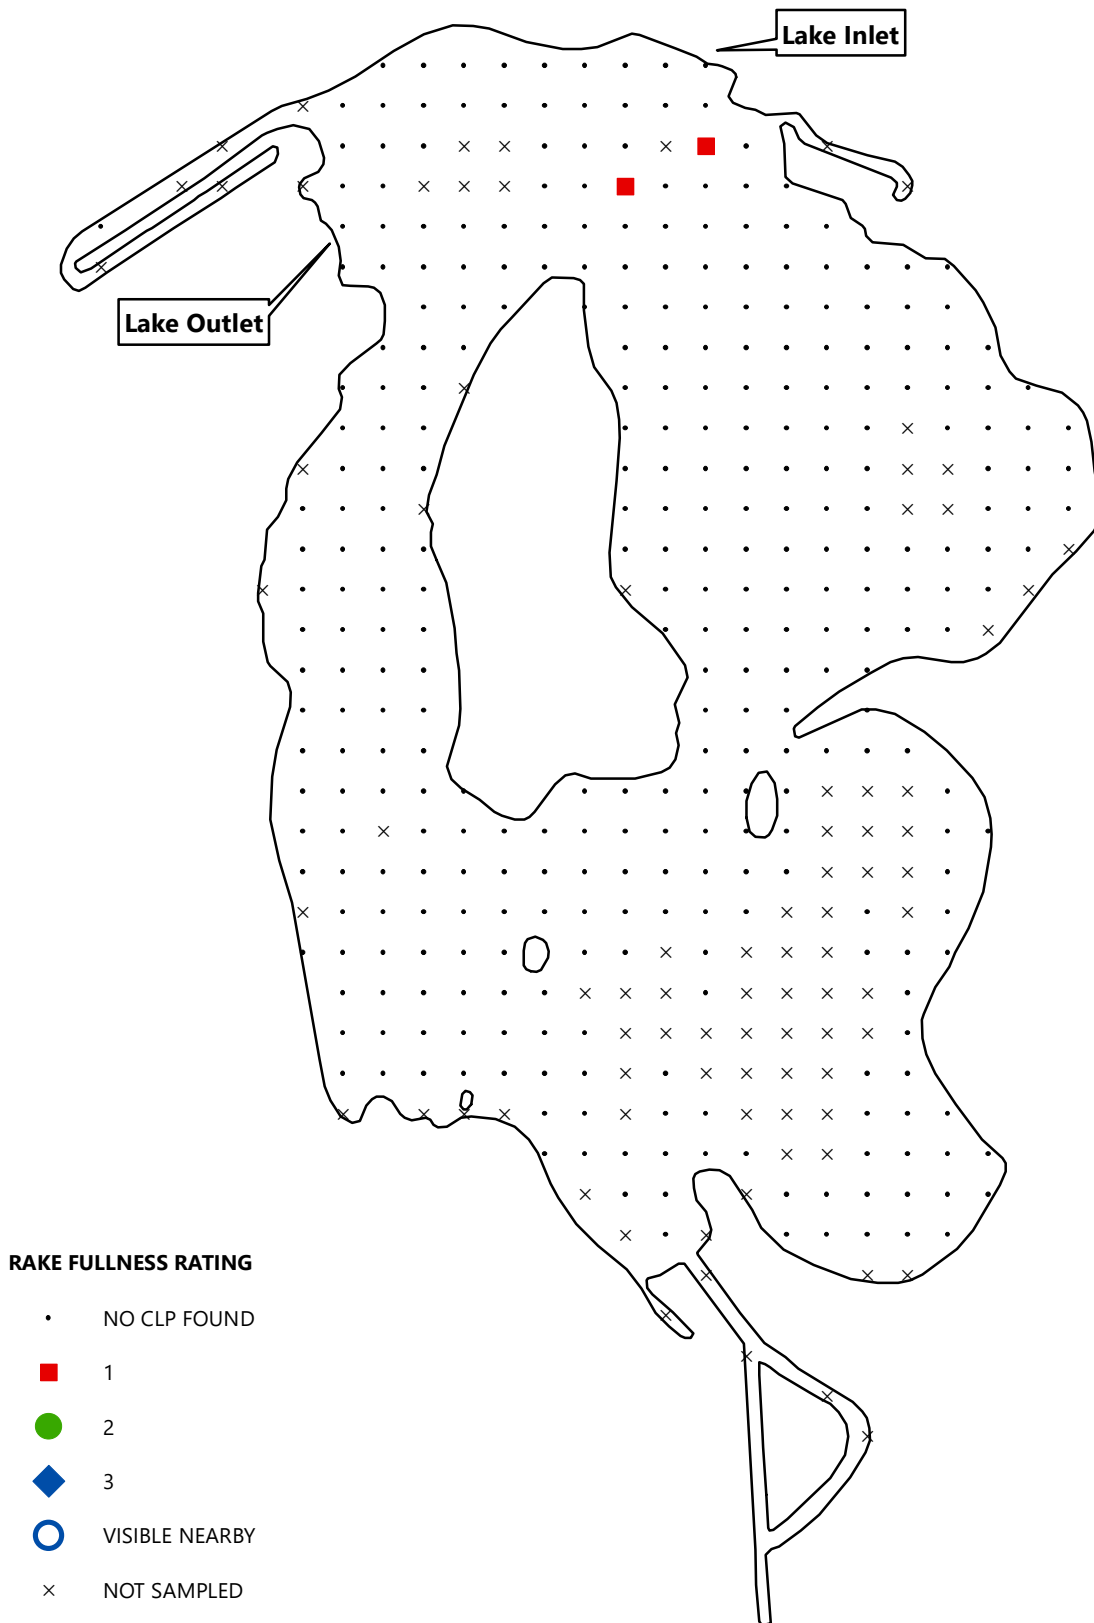 Lake Inlet
Lake Outlet
RAKE FULLNESS RATING
NO CLP FOUND
1
2
3
VISIBLE NEARBY
NOT SAMPLED